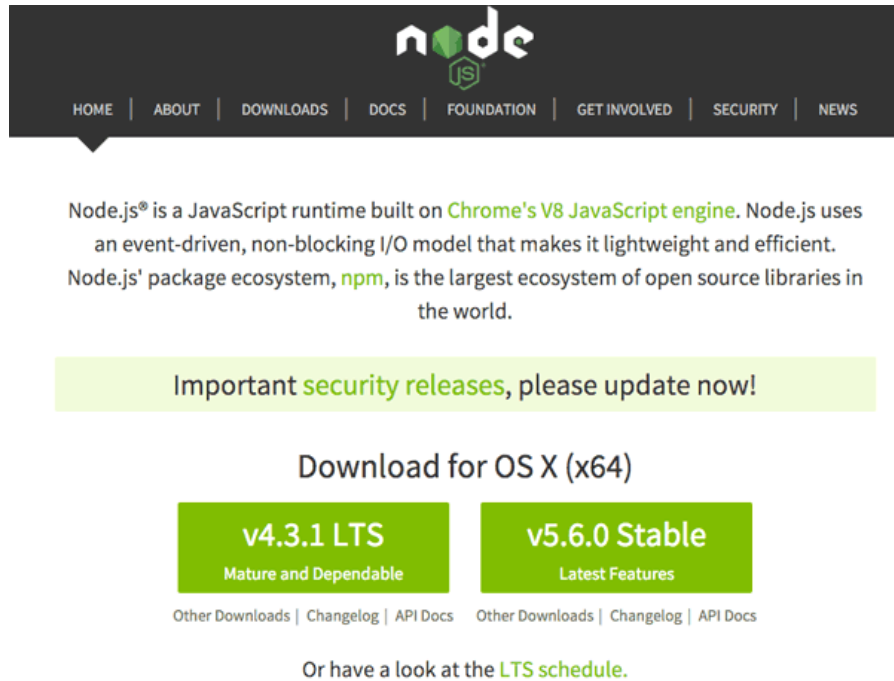 node
JS
HOME | ABOUT | DOWNLOADS | DOCS | FOUNDATION | GET INVOLVED | SECURITY | NEWS
Node.js® is a JavaScript runtime built on Chrome's V8 JavaScript engine. Node.js uses
an event-driven, non-blocking I/O model that makes it lightweight and efficient.
Node.js' package ecosystem, npm, is the largest ecosystem of open source libraries in
the world.
Important security releases, please update now!
Download for OS X (x64)
v4.3.1 LTS
Mature and Dependable
v5.6.0 Stable
Latest Features
Other Downloads | Changelog | API Docs
Other Downloads | Changelog | API Docs
Or have a look at the LTS schedule.